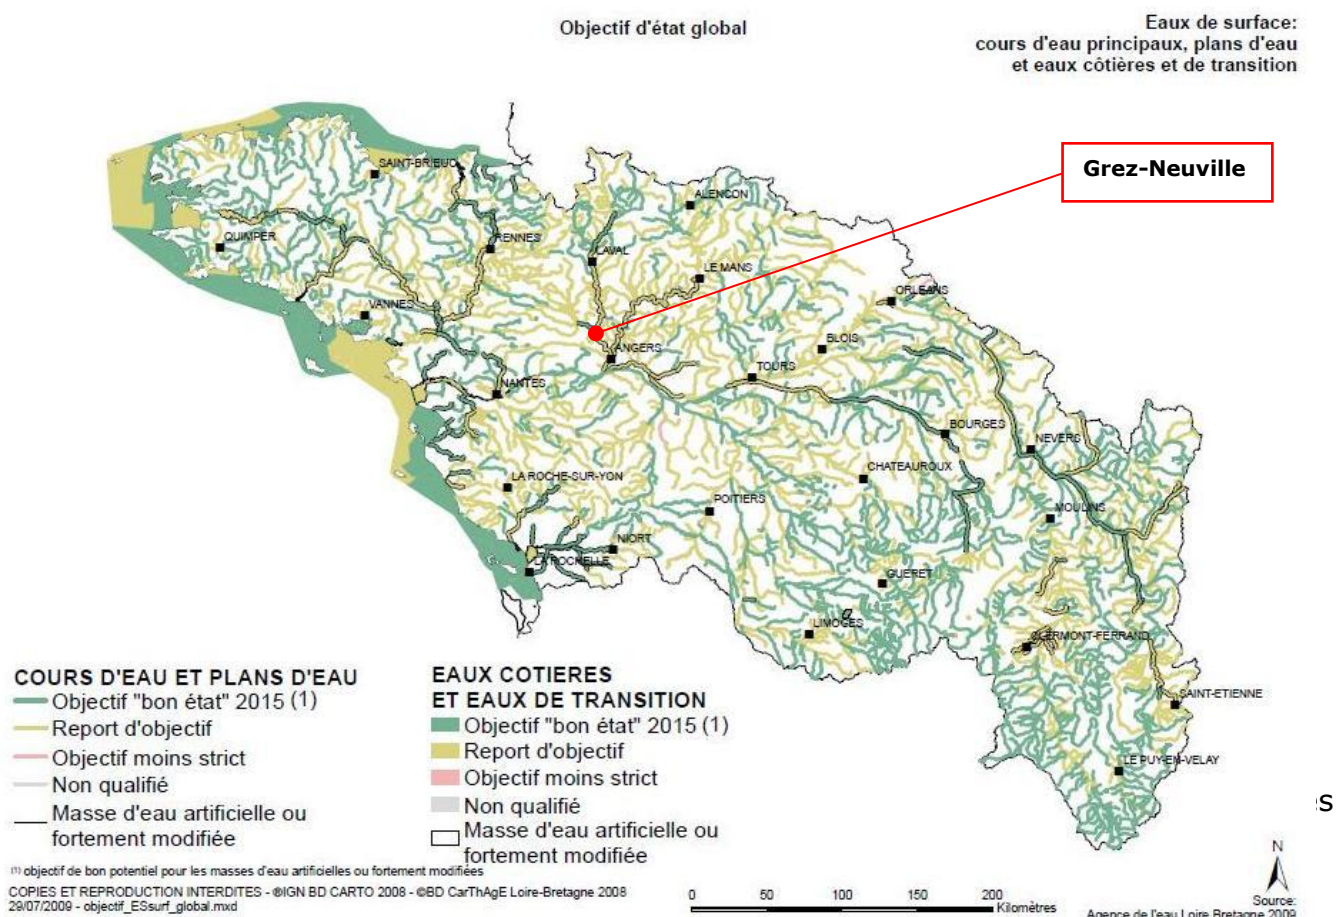 Objectif d'état global
Eaux de surface:
cours d'eau principaux, plans d'eau
et eaux côtières et de transition
Grez-Neuville
SAINT-BRIEUC
ALENCON
QUIMPER
RENNES
LAVAL
LE MANS
ORLEANS
VANNES
BLOIS
ANGERS
TOURS
NANTES
BOURGES
NEVERS
CHATEAUROUX
LA ROCHE-SUR-YON
POITIERS
MOULINS
NIORT
LA ROCHELLE
GUERET
LIMOGES
CLERMONT-FERRAND
SAINT-ETIENNE
LE PUY-EN-VELAY
COURS D'EAU ET PLANS D'EAU
Objectif "bon état" 2015 (1)
Report d'objectif
Objectif moins strict
Non qualifié
Masse d'eau artificielle ou
fortement modifiée
EAUX COTIERES
ET EAUX DE TRANSITION
Objectif "bon état" 2015 (1)
Report d'objectif
Objectif moins strict
Non qualifié
Masse d'eau artificielle ou
fortement modifiée
(1) objectif de bon potentiel pour les masses d'eau artificielles ou fortement modifiées
COPIES ET REPRODUCTION INTERDITES - ®IGN BD CARTO 2008 - ©BD CarThAgE Loire-Bretagne 2008
29/07/2009 - objectif_ESsurf_global.mxd
0 50 100 150 200
Kilomètres
N
Source:
Agence de l'eau Loire Bretagne 2009